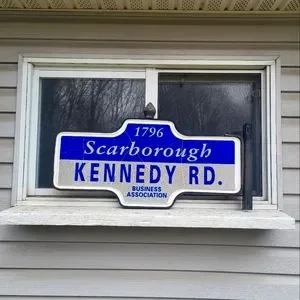 1796
Scarborough
KENNEDY RD.
BUSINESS
ASSOCIATION